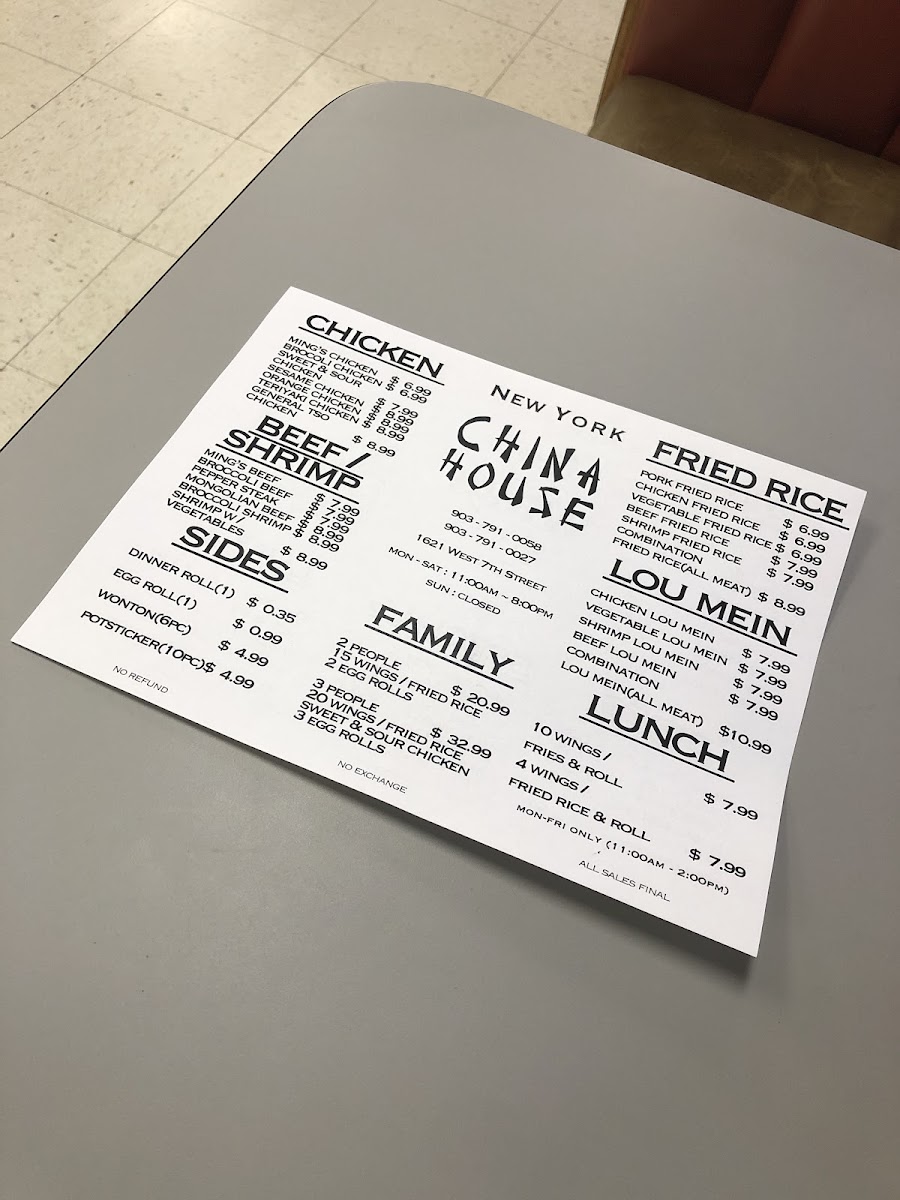 CHICKEN
MING'S CHICKEN $ 6.99
BROCOLI CHICKEN $ 6.99
SWEET & SOUR
CHICKEN $ 7.99
SESAME CHICKEN $ 8.99
ORANGE CHICKEN $ 8.99
TERIYAKI CHICKEN $ 8.99
GENERAL TSO
CHICKEN $ 8.99
BEEF /
SHRIMP
MING'S BEEF $ 7.99
BROCCOLI BEEF $ 7.99
PEPPER STEAK $ 7.99
MONGOLIAN BEEF $ 8.99
BROCCOLI SHRIMP $ 8.99
SHRIMP W/
VEGETABLES $ 8.99
SIDES
DINNER ROLL(1) $ 0.35
EGG ROLL(1) $ 0.99
WONTON(6PC) $ 4.99
POTSTICKER(10PC)$ 4.99
NO REFUND
NEW YORK
CHINA
HOUSE
903 - 791 - 0058
903 - 791 - 0027
1621 WEST 7TH STREET
MON - SAT : 11:00AM ~ 8:00PM
SUN : CLOSED
FAMILY
2 PEOPLE $ 20.99
15 WINGS / FRIED RICE
2 EGG ROLLS
3 PEOPLE $ 32.99
20 WINGS / FRIED RICE
SWEET & SOUR CHICKEN
3 EGG ROLLS
NO EXCHANGE
FRIED RICE
PORK FRIED RICE $ 6.99
CHICKEN FRIED RICE $ 6.99
VEGETABLE FRIED RICE $ 6.99
BEEF FRIED RICE $ 7.99
SHRIMP FRIED RICE $ 7.99
COMBINATION
FRIED RICE(ALL MEAT) $ 8.99
LOU MEIN
CHICKEN LOU MEIN $ 7.99
VEGETABLE LOU MEIN $ 7.99
SHRIMP LOU MEIN $ 7.99
BEEF LOU MEIN $ 7.99
COMBINATION
LOU MEIN(ALL MEAT) $10.99
LUNCH
10 WINGS /
FRIES & ROLL $ 7.99
4 WINGS /
FRIED RICE & ROLL $ 7.99
MON-FRI ONLY (11:00AM - 2:00PM)
ALL SALES FINAL